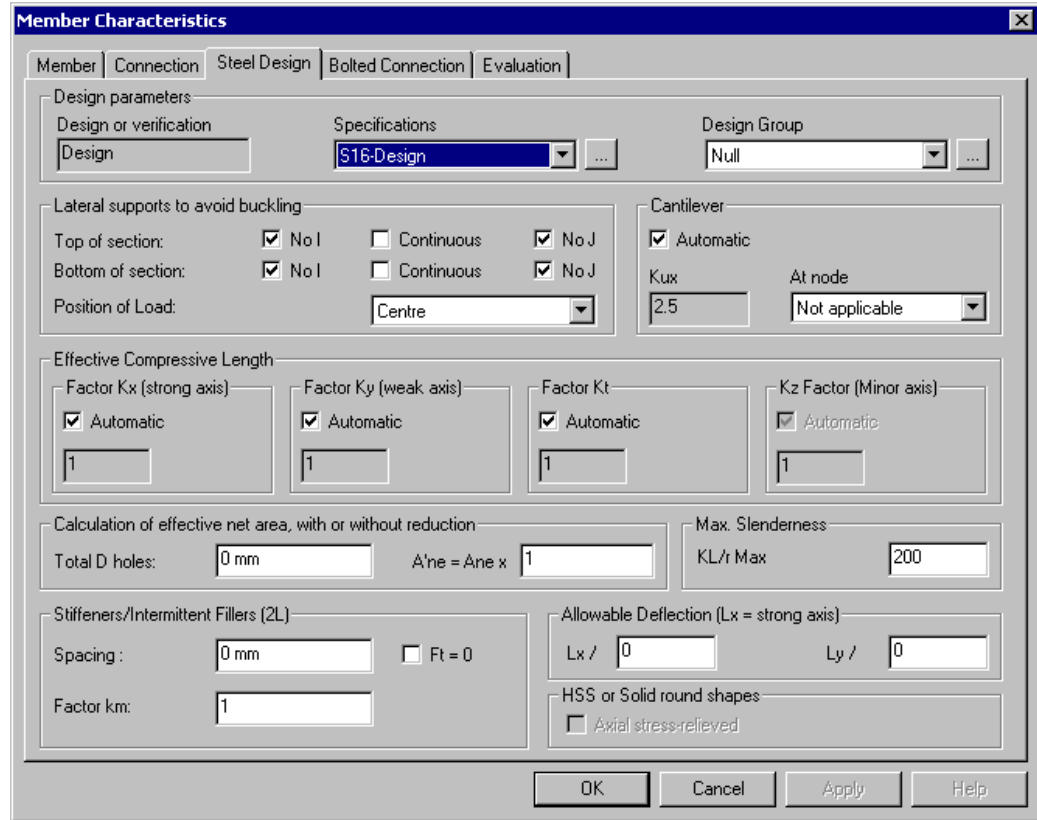 Member Characteristics
Member Connection Steel Design Bolted Connection Evaluation
Design parameters
Design or verification Specifications Design Group
Design S16-Design ... Null ...
Lateral supports to avoid buckling Cantilever
Top of section: No I Continuous No J Automatic
Bottom of section: No I Continuous No J
Kux At node
Position of Load: Centre 2.5 Not applicable
Effective Compressive Length
Factor Kx (strong axis) Factor Ky (weak axis) Factor Kt Kz Factor (Minor axis)
Automatic Automatic Automatic Automatic
1 1 1 1
Calculation of effective net area, with or without reduction Max. Slenderness
Total D holes: 0 mm A'ne = Ane x 1 KL/r Max 200
Stiffeners/Intermittent Fillers (2L) Allowable Deflection (Lx = strong axis)
Spacing : 0 mm Ft = 0 Lx / 0 Ly / 0
Factor km: 1 HSS or Solid round shapes
Axial stress-relieved
OK Cancel Apply Help